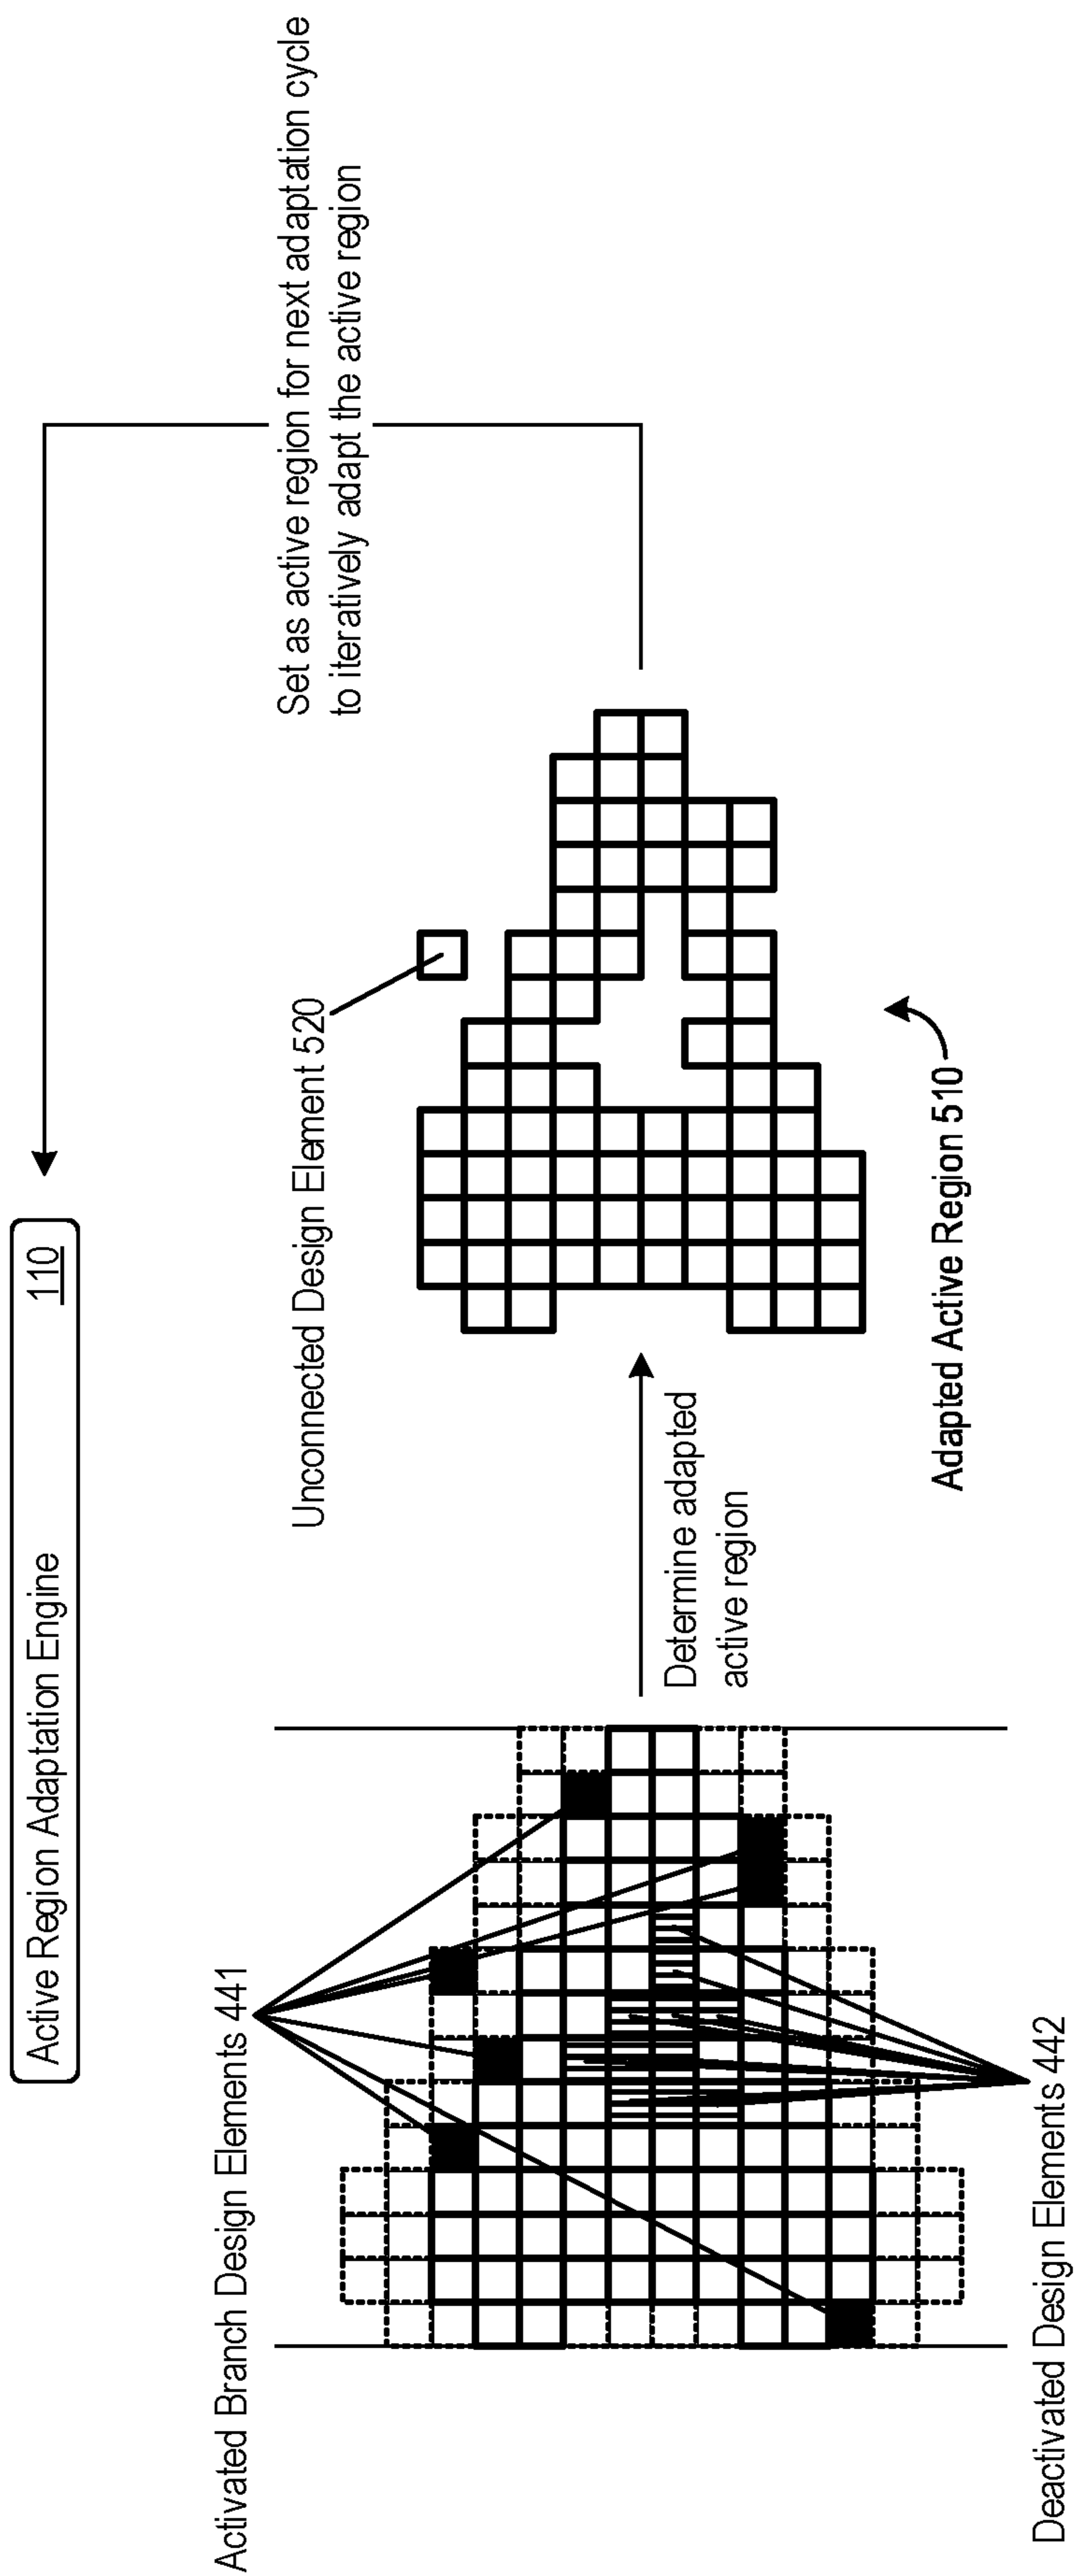 Active Region Adaptation Engine 110
Set as active region for next adaptation cycle
to iteratively adapt the active region
Activated Branch Design Elements 441
Unconnected Design Element 520
Determine adapted
active region
Adapted Active Region 510
Deactivated Design Elements 442